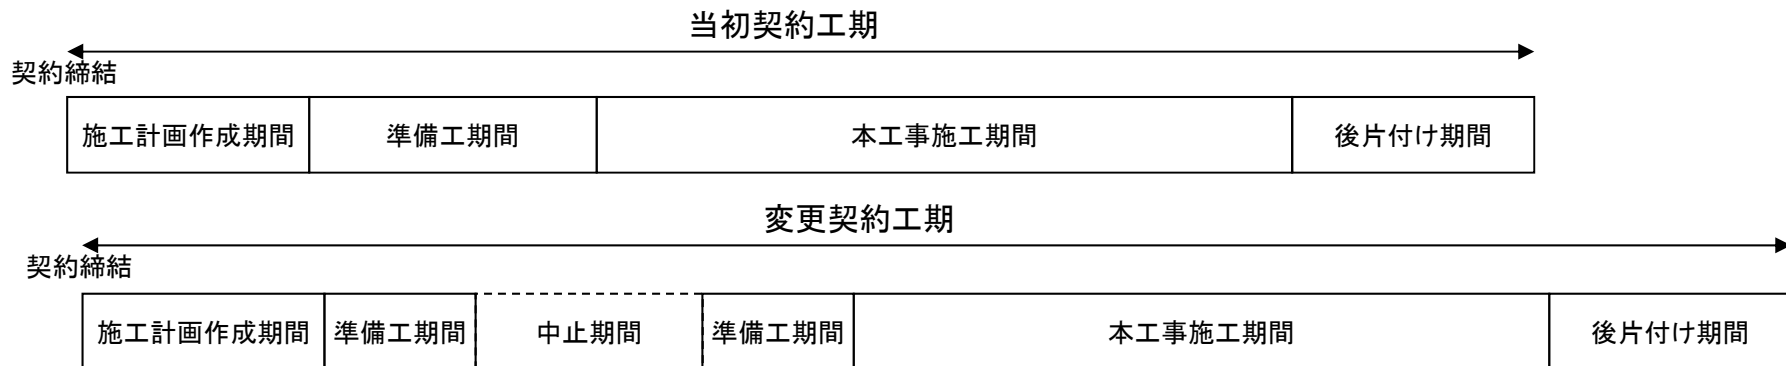 当初契約工期
契約締結
施工計画作成期間 準備工期間 本工事施工期間 後片付け期間
変更契約工期
契約締結
施工計画作成期間 準備工期間 中止期間 準備工期間 本工事施工期間 後片付け期間